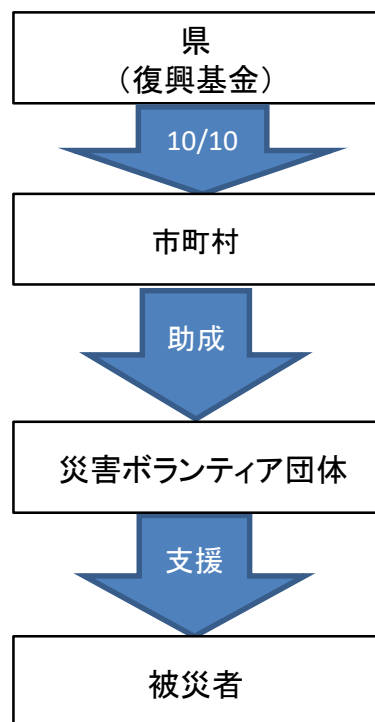 県
（復興基金）
10/10
市町村
助成
災害ボランティア団体
支援
被災者